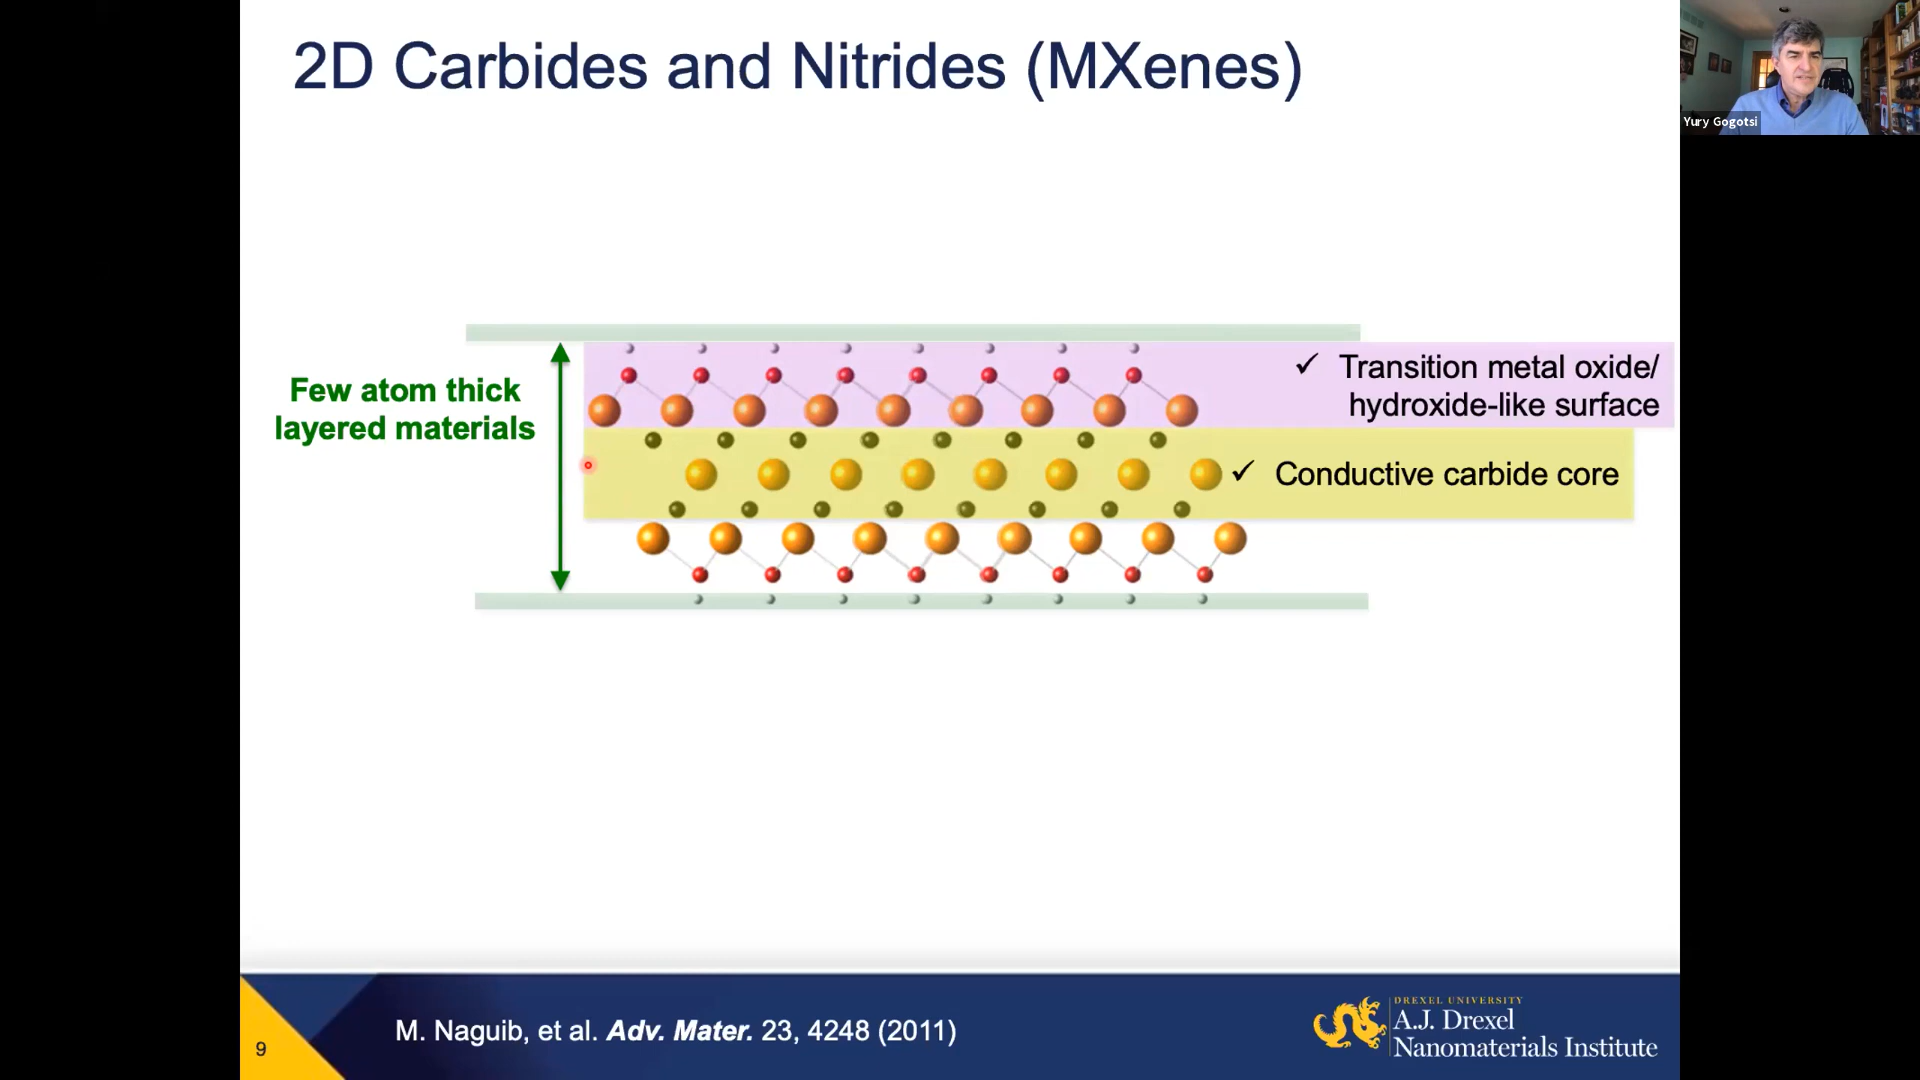 2D Carbides and Nitrides (MXenes)
Yury Gogotsi
Few atom thick
layered materials
✓ Transition metal oxide/
hydroxide-like surface
✓ Conductive carbide core
9
M. Naguib, et al. Adv. Mater. 23, 4248 (2011)
DREXEL UNIVERSITY
A.J. Drexel
Nanomaterials Institute